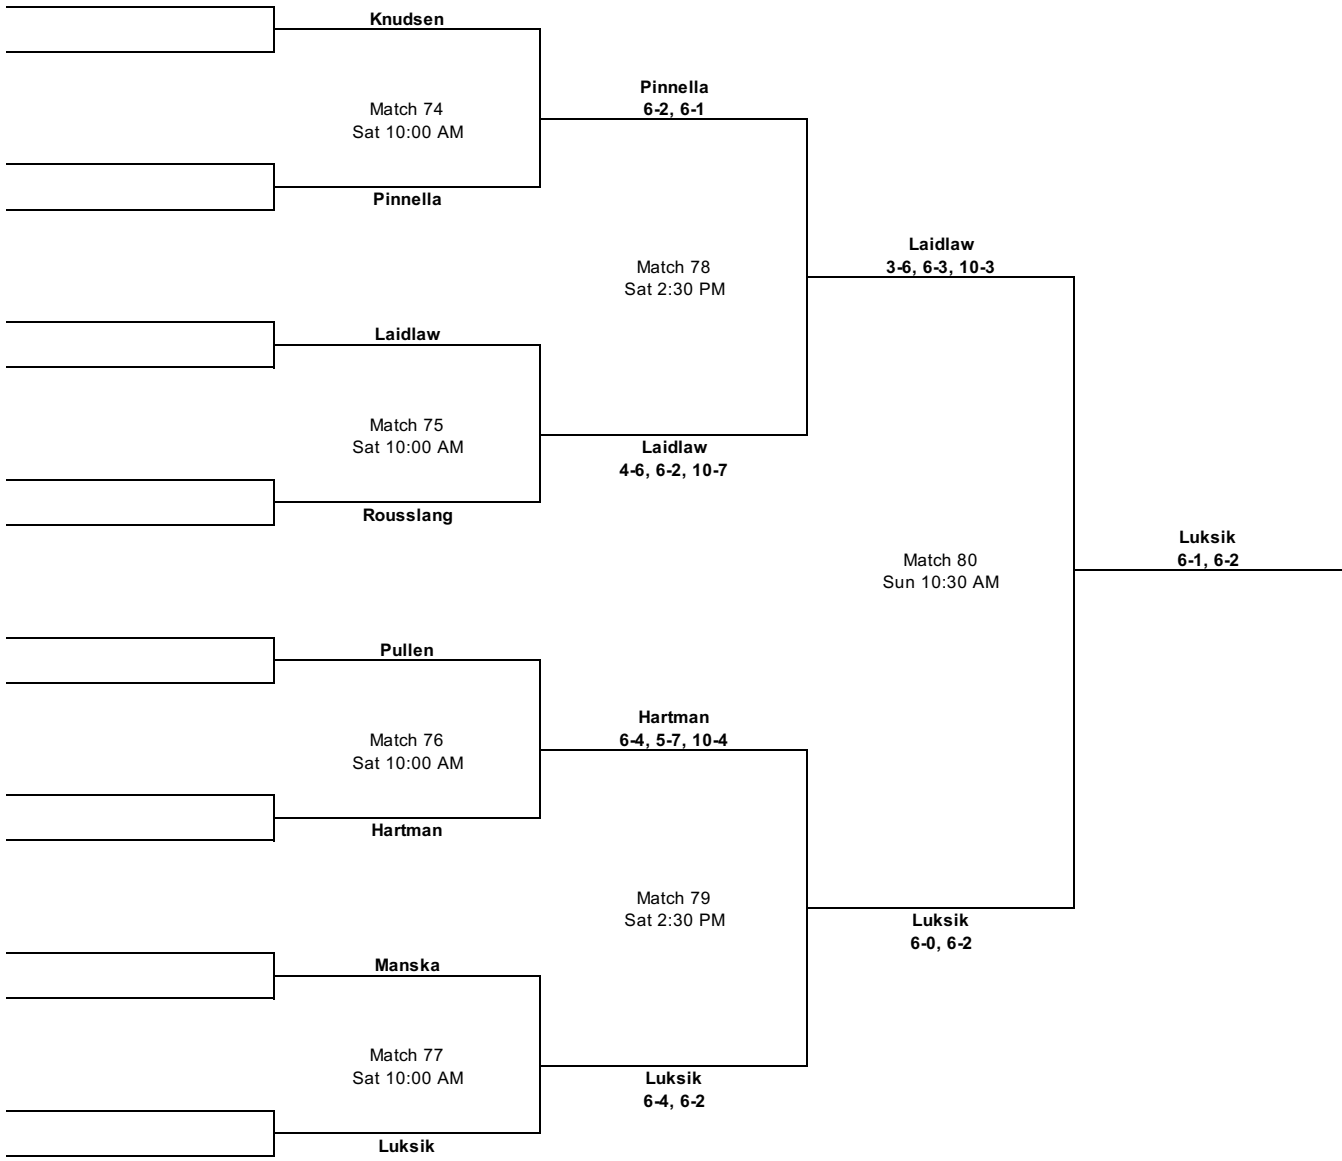 Knudsen
Match 74
Sat 10:00 AM
Pinnella
Pinnella
6-2, 6-1
Laidlaw
Match 75
Sat 10:00 AM
Rousslang
Laidlaw
4-6, 6-2, 10-7
Match 78
Sat 2:30 PM
Laidlaw
3-6, 6-3, 10-3
Pullen
Match 76
Sat 10:00 AM
Hartman
Hartman
6-4, 5-7, 10-4
Manska
Match 77
Sat 10:00 AM
Luksik
Luksik
6-4, 6-2
Match 79
Sat 2:30 PM
Luksik
6-0, 6-2
Match 80
Sun 10:30 AM
Luksik
6-1, 6-2